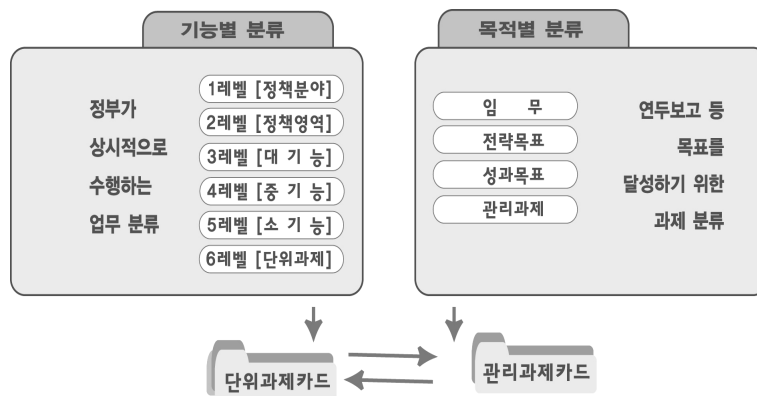 기능별 분류
정부가
상시적으로
수행하는
업무 분류
1레벨 [정책분야]
2레벨 [정책영역]
3레벨 [대 기 능]
4레벨 [중 기 능]
5레벨 [소 기 능]
6레벨 [단위과제]
목적별 분류
임 무
전략목표
성과목표
관리과제
연두보고 등
목표를
달성하기 위한
과제 분류
단위과제카드
관리과제카드